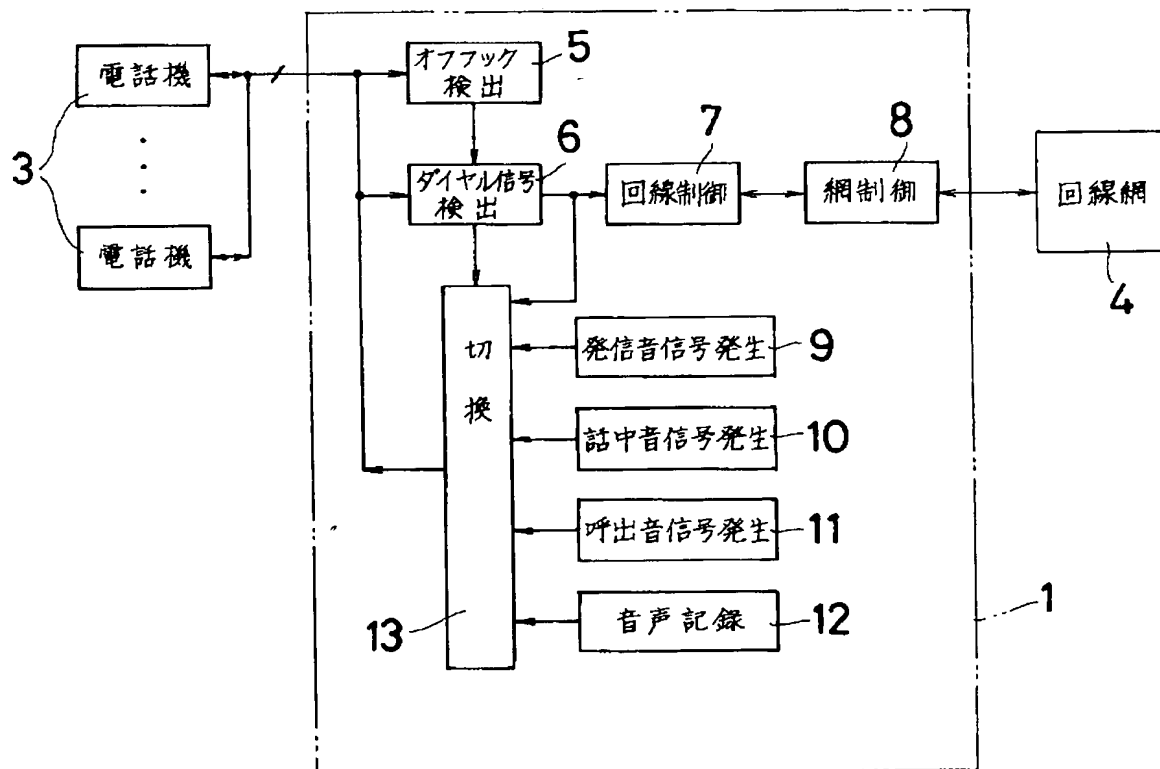 電話機
3
電話機
オフフック
検出
5
ダイヤル信号
検出
6
回線制御
7
網制御
8
回線網
4
切
換
13
発信音信号発生
9
話中音信号発生
10
呼出音信号発生
11
音声記録
12
1